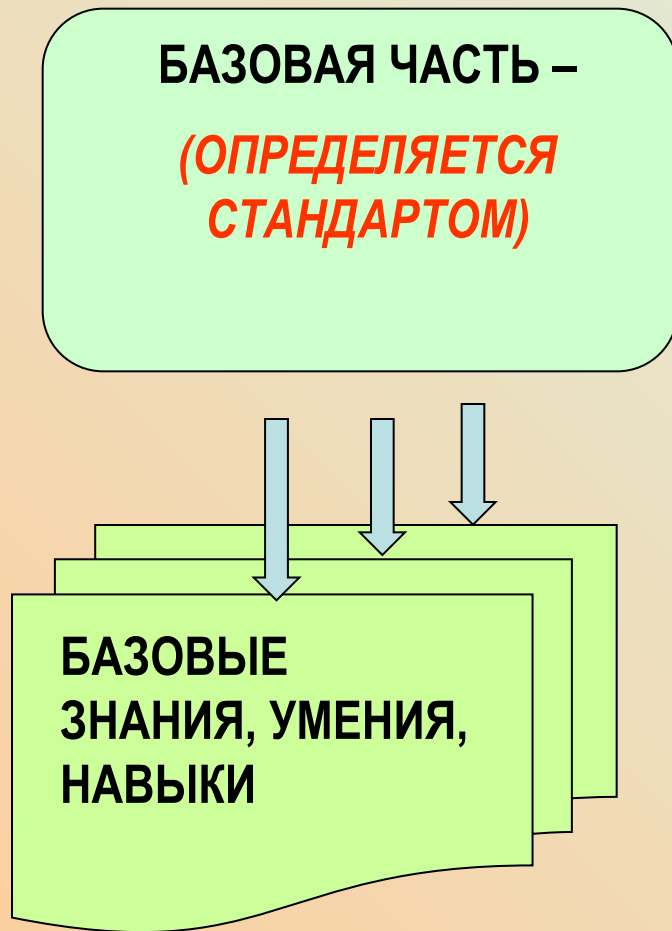 БАЗОВАЯ ЧАСТЬ –
(ОПРЕДЕЛЯЕТСЯ
СТАНДАРТОМ)
БАЗОВЫЕ
ЗНАНИЯ, УМЕНИЯ,
НАВЫКИ